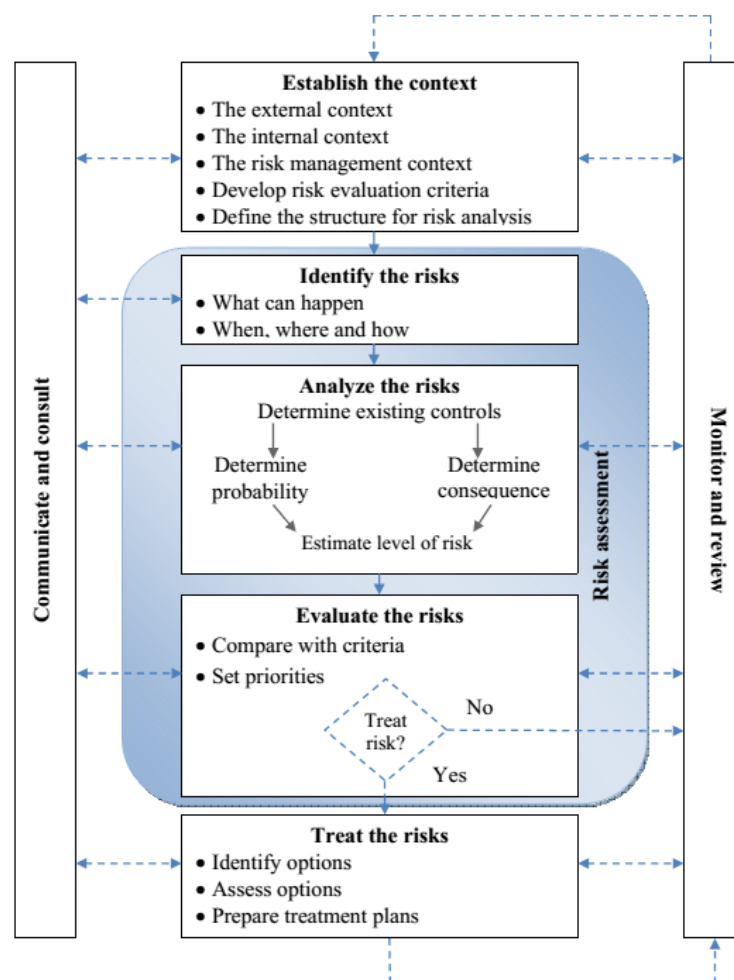 Establish the context
• The external context
• The internal context
• The risk management context
• Develop risk evaluation criteria
• Define the structure for risk analysis
Identify the risks
• What can happen
• When, where and how
Analyze the risks
Determine existing controls
Determine
probability
Determine
consequence
Estimate level of risk
Evaluate the risks
• Compare with criteria
• Set priorities
Treat
risk?
No
Yes
Treat the risks
• Identify options
• Assess options
• Prepare treatment plans
Communicate and consult
Risk assessment
Monitor and review